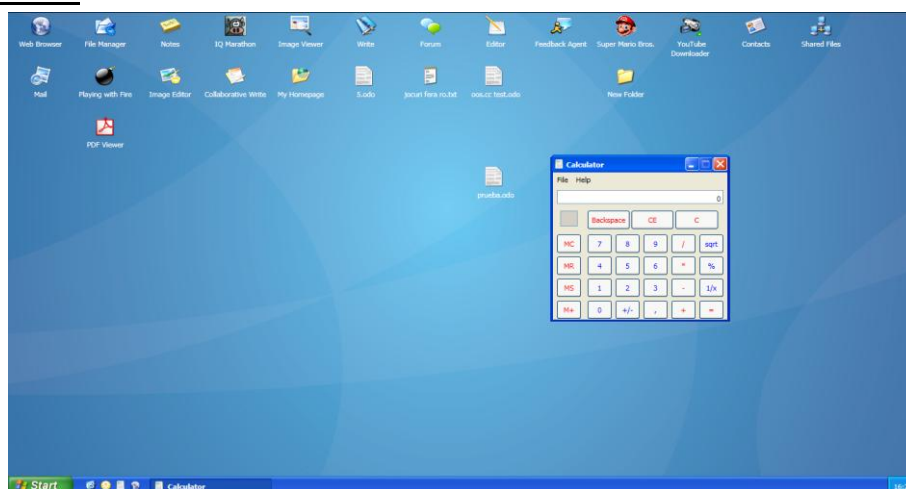 Web Browser File Manager Notes IQ Marathon Image Viewer Write Forum Editor Feedback Agent Super Mario Bros. YouTube Downloader Contacts Shared Files
Mail Playing with Fire Image Editor Collaborative Write My Homepage S.odo jocuri fera ro.txt oos.cc test.odo New Folder
PDF Viewer
prueba.odo
Calculator
File Help
0
Backspace CE C
MC 7 8 9 / sqrt
MR 4 5 6 * %
MS 1 2 3 - 1/x
M+ 0 +/- , + =
Start Calculator